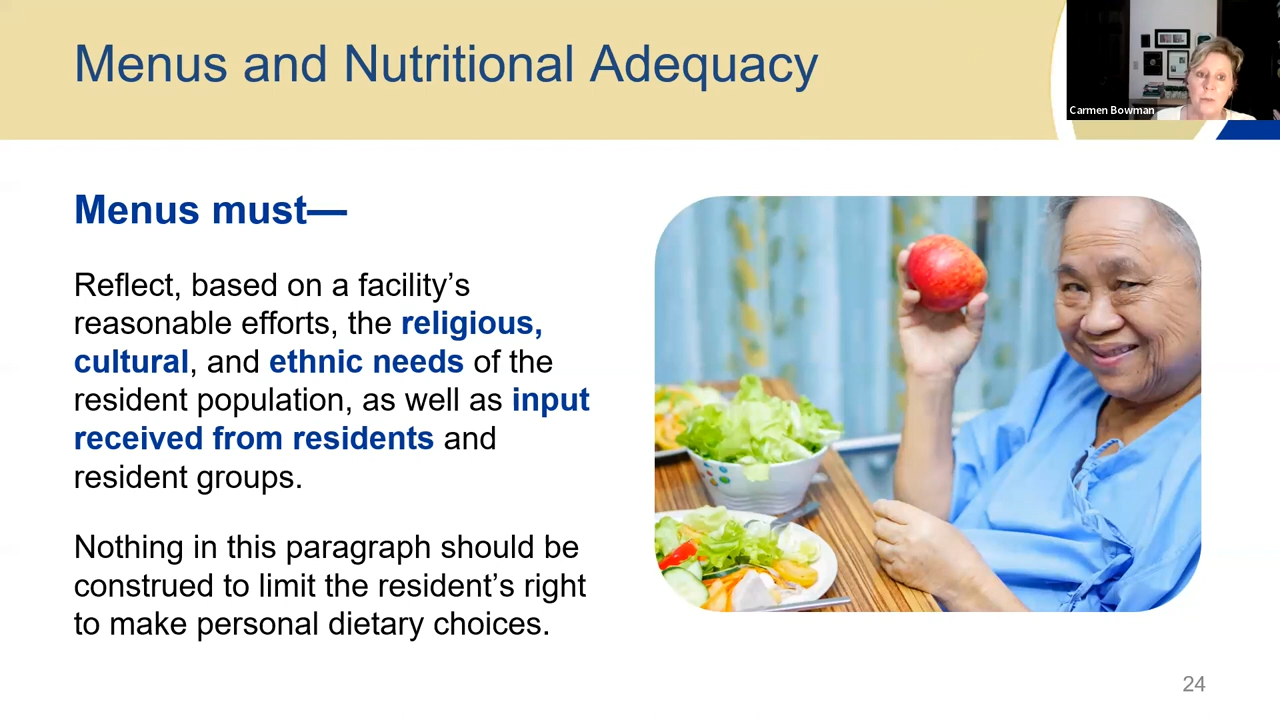 Menus and Nutritional Adequacy
Carmen Bowman
Menus must—
Reflect, based on a facility’s
reasonable efforts, the religious,
cultural, and ethnic needs of the
resident population, as well as input
received from residents and
resident groups.
Nothing in this paragraph should be
construed to limit the resident’s right
to make personal dietary choices.
24